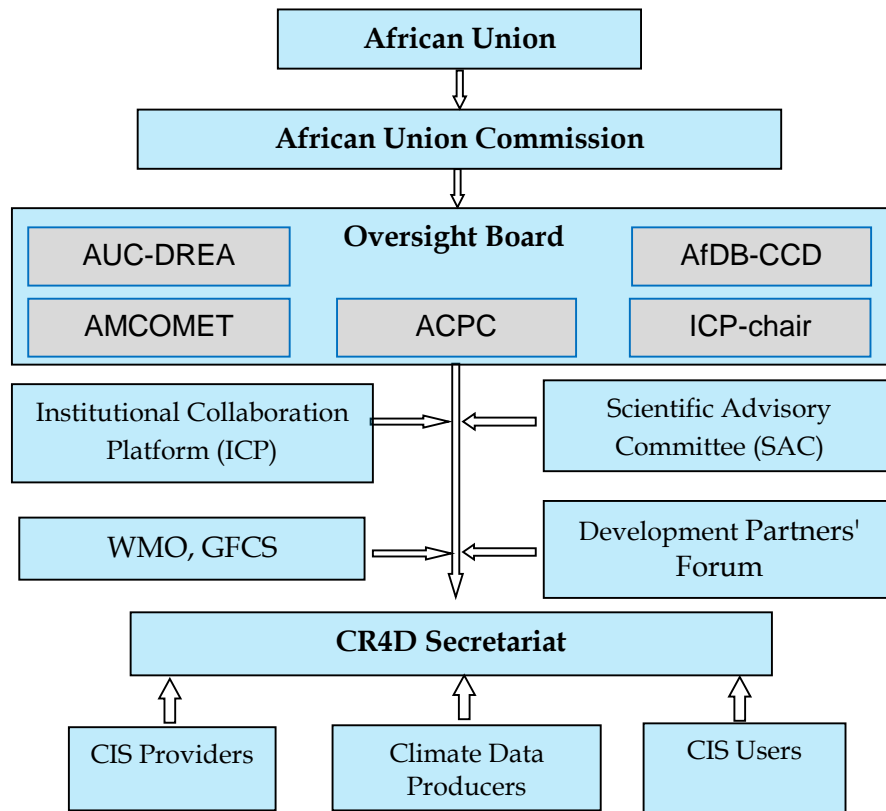 African Union
African Union Commission
Oversight Board
AUC-DREA
AfDB-CCD
AMCOMET
ACPC
ICP-chair
Institutional Collaboration
Platform (ICP)
Scientific Advisory
Committee (SAC)
WMO, GFCS
Development Partners'
Forum
CR4D Secretariat
CIS Providers
Climate Data
Producers
CIS Users